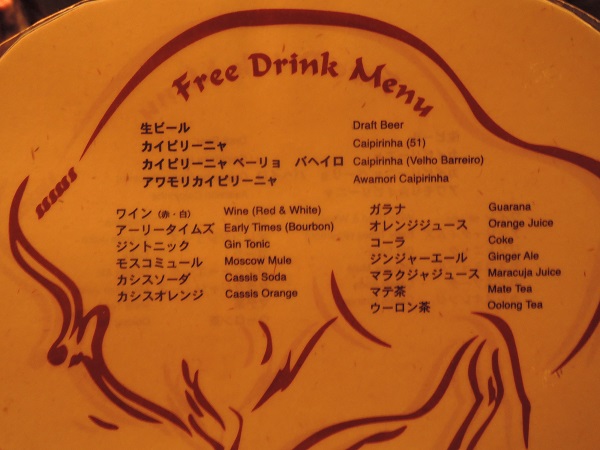 Free Drink Menu
生ビール Draft Beer
カイピリーニャ Caipirinha (51)
カイピリーニャ ベーリョ バヘイロ Caipirinha (Velho Barreiro)
アワモリカイピリーニャ Awamori Caipirinha
ワイン (赤・白) Wine (Red & White)
アーリータイムズ Early Times (Bourbon)
ジントニック Gin Tonic
モスコミュール Moscow Mule
カシスソーダ Cassis Soda
カシスオレンジ Cassis Orange
ガラナ Guarana
オレンジジュース Orange Juice
コーラ Coke
ジンジャーエール Ginger Ale
マラクジャジュース Maracuja Juice
マテ茶 Mate Tea
ウーロン茶 Oolong Tea